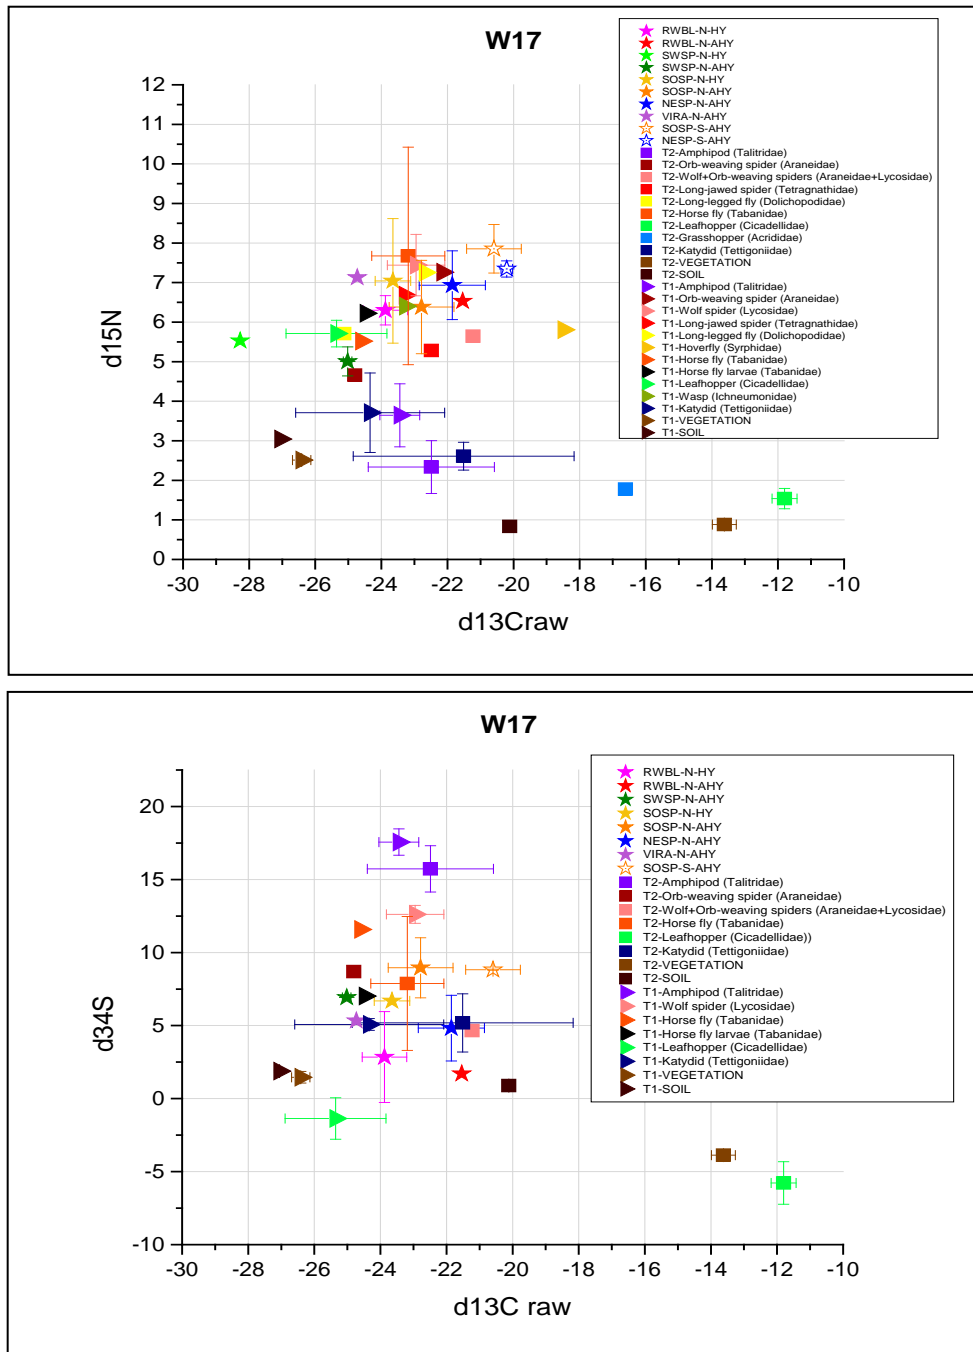 W17
RWBL-N-HY
RWBL-N-AHY
SWSP-N-HY
SWSP-N-AHY
SOSP-N-HY
SOSP-N-AHY
NESP-N-AHY
VIRA-N-AHY
SOSP-S-AHY
NESP-S-AHY
T2-Amphipod (Talitridae)
T2-Orb-weaving spider (Araneidae)
T2-Wolf+Orb-weaving spiders (Araneidae+Lycosidae)
T2-Long-jawed spider (Tetragnathidae)
T2-Long-legged fly (Dolichopodidae)
T2-Horse fly (Tabanidae)
T2-Leafhopper (Cicadellidae)
T2-Grasshopper (Acrididae)
T2-Katydid (Tettigoniidae)
T2-VEGETATION
T2-SOIL
T1-Amphipod (Talitridae)
T1-Orb-weaving spider (Araneidae)
T1-Wolf spider (Lycosidae)
T1-Long-jawed spider (Tetragnathidae)
T1-Long-legged fly (Dolichopodidae)
T1-Hoverfly (Syrphidae)
T1-Horse fly (Tabanidae)
T1-Horse fly larvae (Tabanidae)
T1-Leafhopper (Cicadellidae)
T1-Wasp (Ichneumonidae)
T1-Katydid (Tettigoniidae)
T1-VEGETATION
T1-SOIL
12
11
10
9
8
7
6
5
4
3
2
1
0
d15N
-30 -28 -26 -24 -22 -20 -18 -16 -14 -12 -10
d13Craw
W17
RWBL-N-HY
RWBL-N-AHY
SWSP-N-AHY
SOSP-N-HY
SOSP-N-AHY
NESP-N-AHY
VIRA-N-AHY
SOSP-S-AHY
T2-Amphipod (Talitridae)
T2-Orb-weaving spider (Araneidae)
T2-Wolf+Orb-weaving spiders (Araneidae+Lycosidae)
T2-Horse fly (Tabanidae)
T2-Leafhopper (Cicadellidae))
T2-Katydid (Tettigoniidae)
T2-VEGETATION
T2-SOIL
T1-Amphipod (Talitridae)
T1-Wolf spider (Lycosidae)
T1-Horse fly (Tabanidae)
T1-Horse fly larvae (Tabanidae)
T1-Leafhopper (Cicadellidae)
T1-Katydid (Tettigoniidae)
T1-VEGETATION
T1-SOIL
20
15
10
5
0
-5
-10
d34S
-30 -28 -26 -24 -22 -20 -18 -16 -14 -12 -10
d13C raw